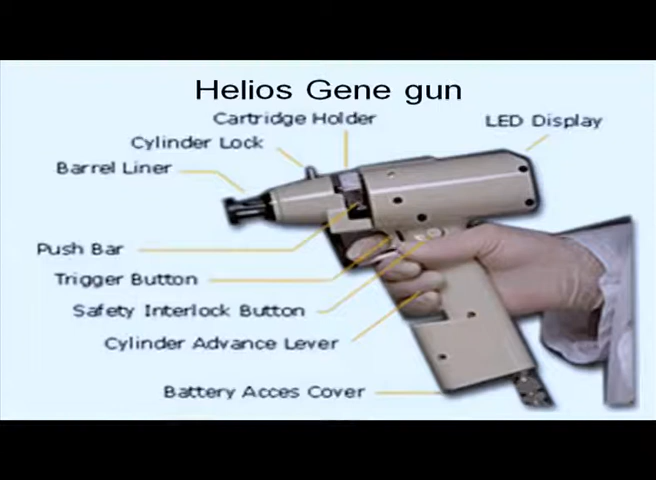 Helios Gene gun
Cartridge Holder
LED Display
Cylinder Lock
Barrel Liner
Push Bar
Trigger Button
Safety Interlock Button
Cylinder Advance Lever
Battery Acces Cover